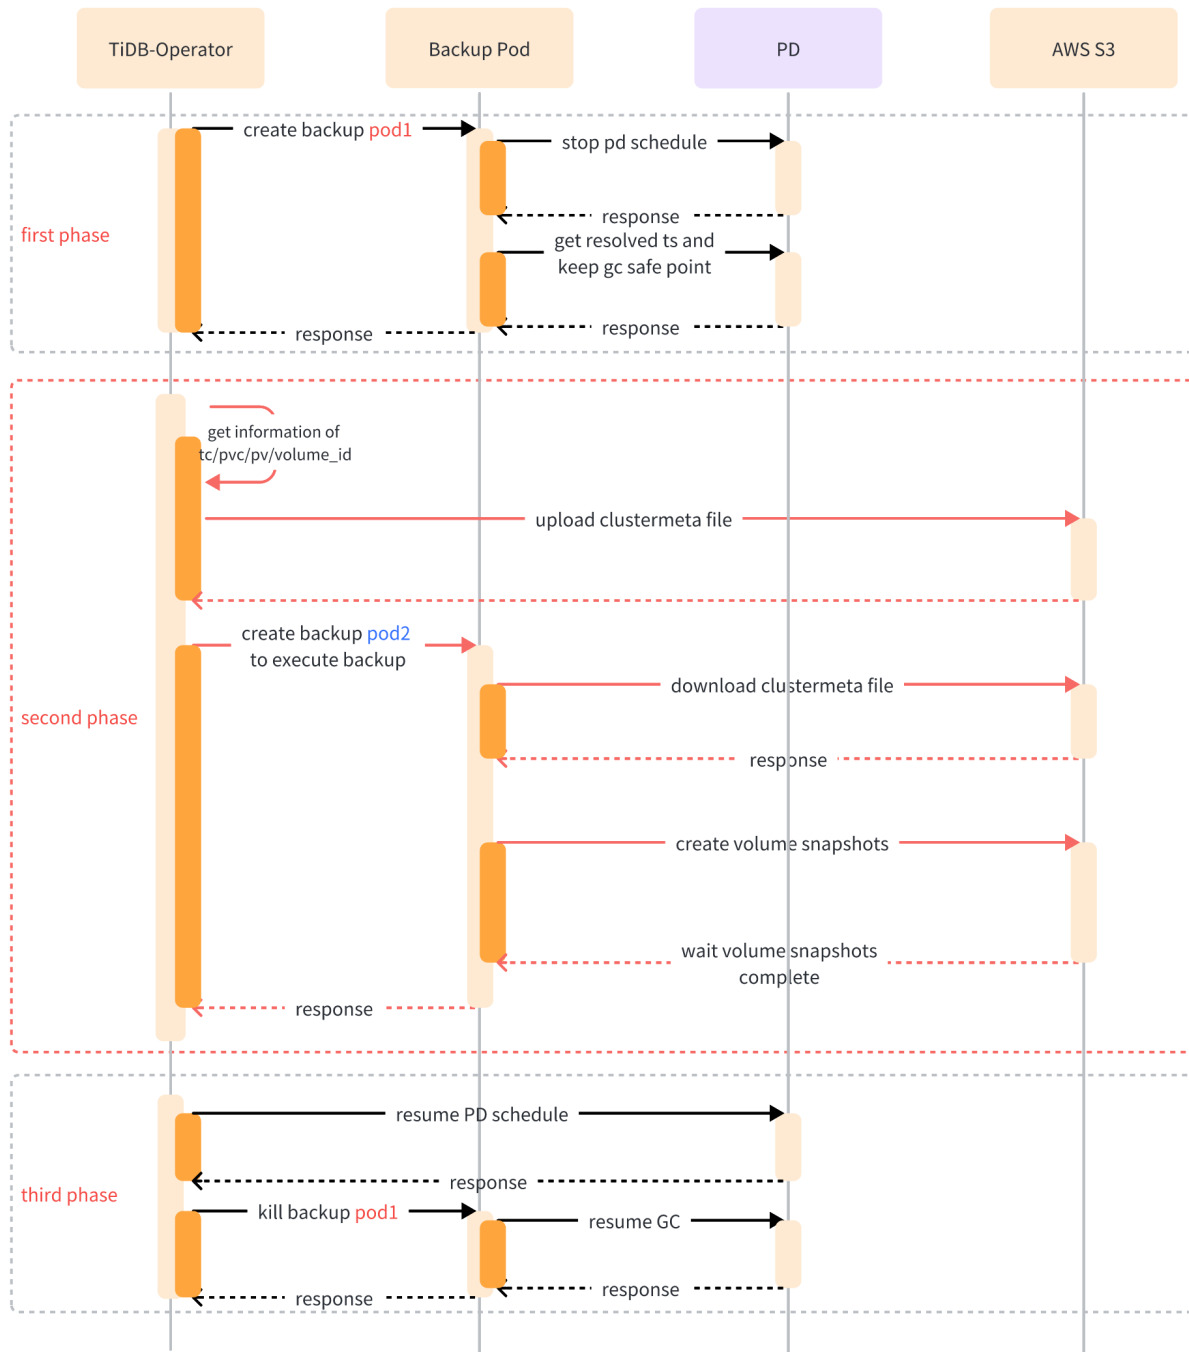 TiDB-Operator
Backup Pod
PD
AWS S3
create backup pod1
stop pd schedule
response
first phase
get resolved ts and
keep gc safe point
response
response
get information of
tc/pvc/pv/volume_id
upload clustermeta file
create backup pod2
to execute backup
download clustermeta file
second phase
response
create volume snapshots
wait volume snapshots
complete
response
resume PD schedule
response
third phase
kill backup pod1
resume GC
response
response